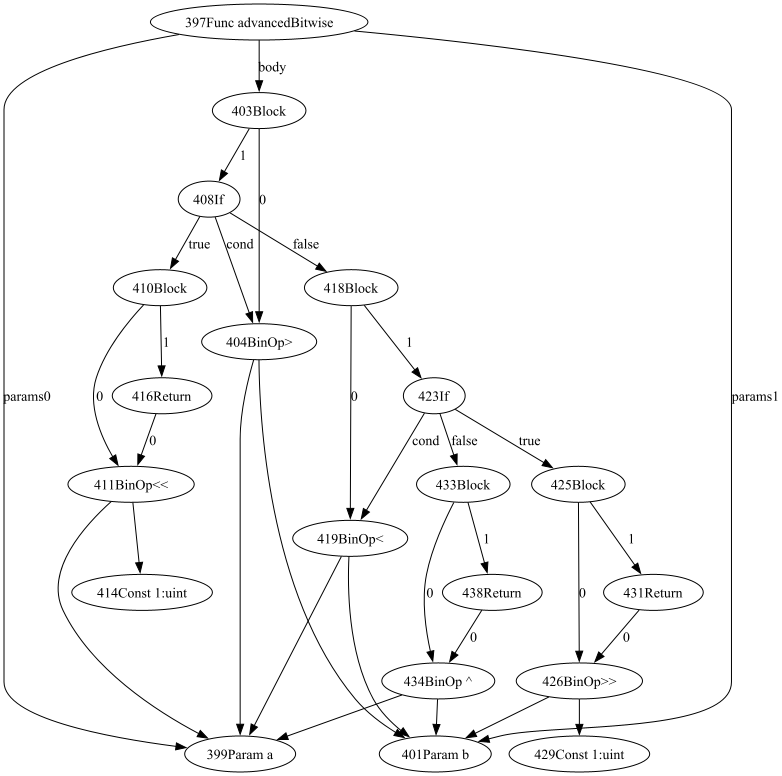 397Func advancedBitwise
body
403Block
1
408If
0
true
cond
false
410Block
418Block
404BinOp>
1
1
params0
0
416Return
0
423If
params1
0
cond
false
true
411BinOp<<
433Block
425Block
419BinOp<
1
1
414Const 1:uint
0
438Return
0
431Return
0
0
434BinOp ^
426BinOp>>
399Param a
401Param b
429Const 1:uint